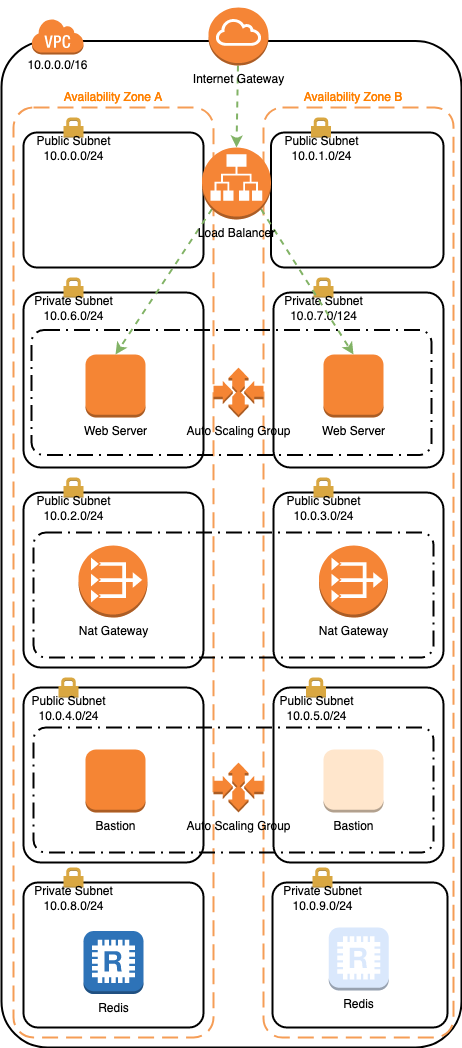 VPC
10.0.0.0/16
Internet Gateway
Availability Zone A
Availability Zone B
Public Subnet
10.0.0.0/24
Public Subnet
10.0.1.0/24
Load Balancer
Private Subnet
10.0.6.0/24
Private Subnet
10.0.7.0/124
Web Server
Auto Scaling Group
Web Server
Public Subnet
10.0.2.0/24
Public Subnet
10.0.3.0/24
Nat Gateway
Nat Gateway
Public Subnet
10.0.4.0/24
Public Subnet
10.0.5.0/24
Bastion
Auto Scaling Group
Bastion
Private Subnet
10.0.8.0/24
Private Subnet
10.0.9.0/24
R
R
Redis
Redis